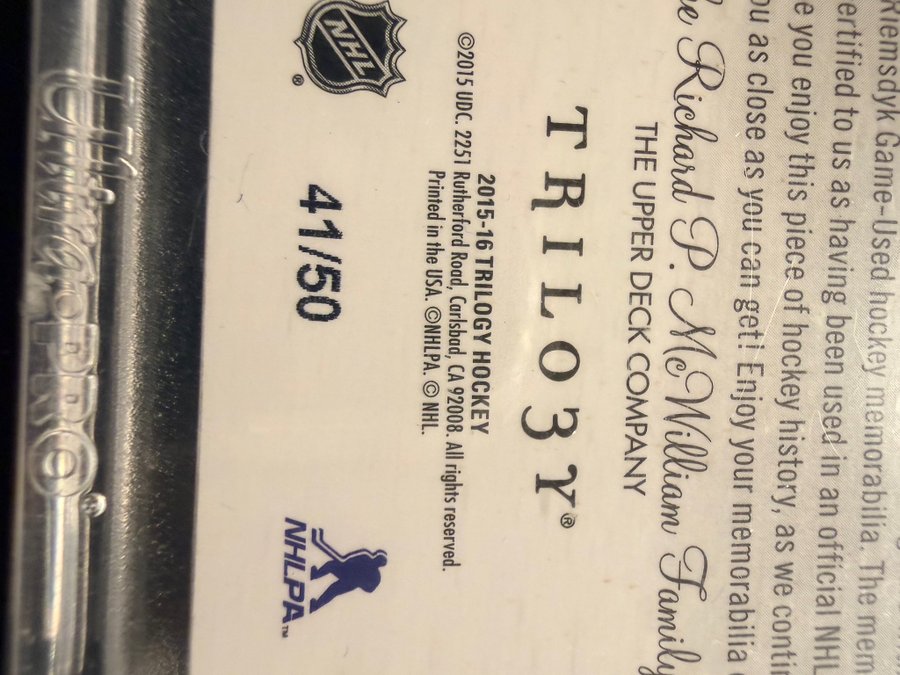 Riemsdyk Game-Used hockey memorabilia. The mem
ertified to us as having been used in an official NHL
e you enjoy this piece of hockey history, as we contin
ou as close as you can get! Enjoy your memorabilia
e Richard P. McWilliam Family
THE UPPER DECK COMPANY
TRILO3Y®
2015-16 TRILOGY HOCKEY
©2015 UDC. 2251 Rutherford Road, Carlsbad, CA 92008. All rights reserved.
Printed in the USA. ©NHLPA. © NHL.
NHL ®
41/50
NHLPA™
Ultra·PRO®